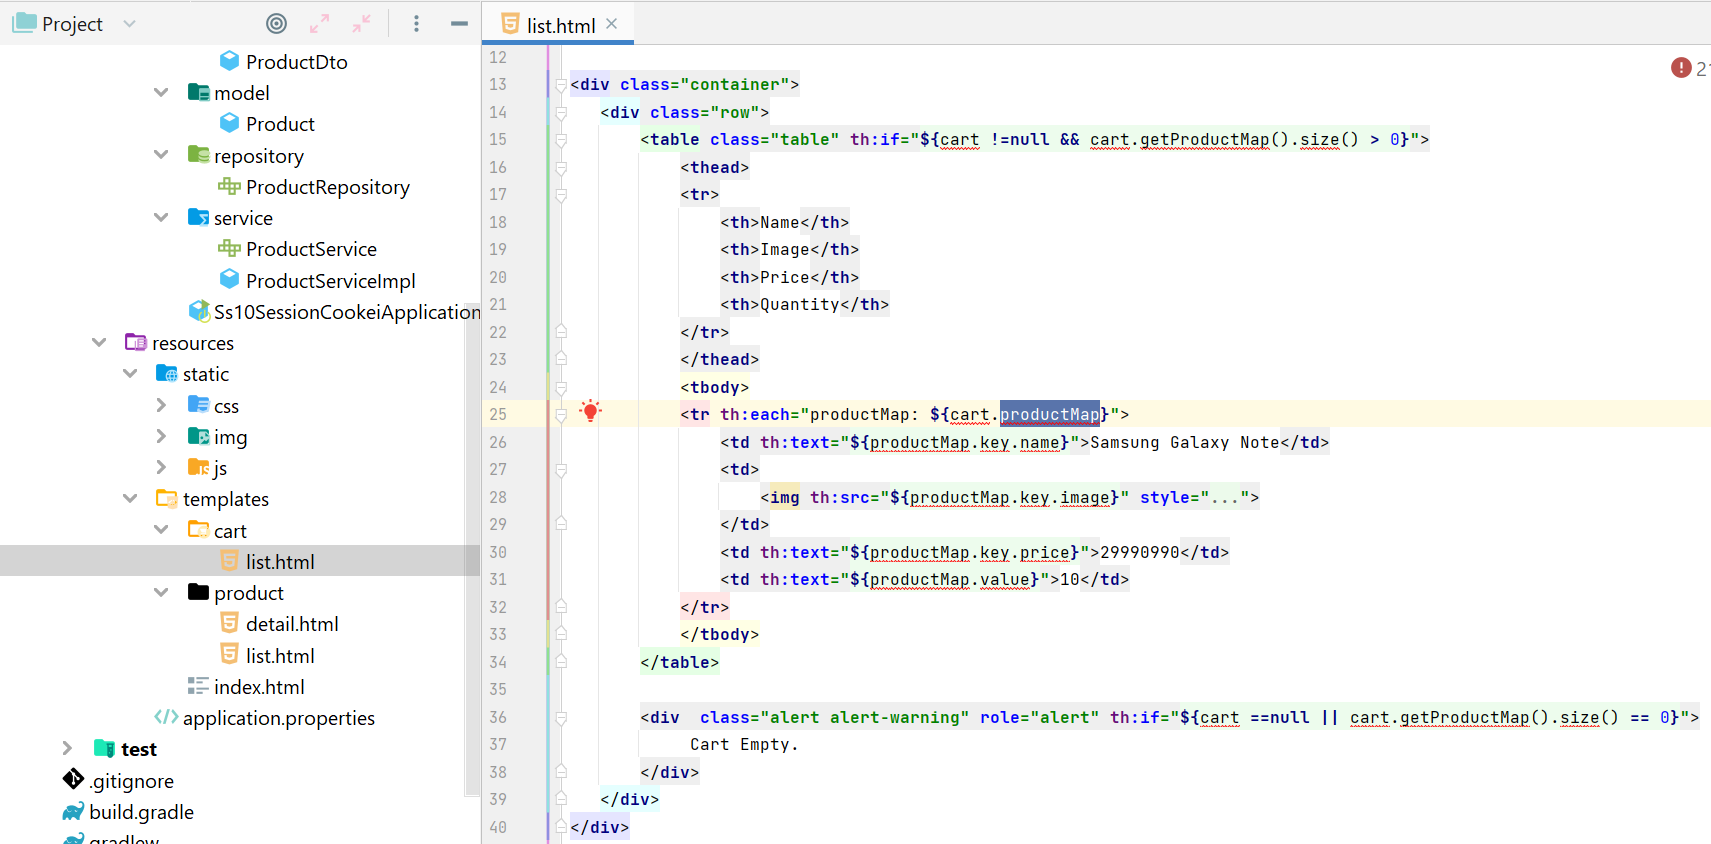 Project
list.html
ProductDto
model
Product
repository
ProductRepository
service
ProductService
ProductServiceImpl
Ss10SessionCookeiApplication
resources
static
css
img
js
templates
cart
list.html
product
detail.html
list.html
index.html
application.properties
test
.gitignore
build.gradle
gradlew
12
13 <div class="container">
14 <div class="row">
15 <table class="table" th:if="${cart !=null && cart.getProductMap().size() > 0}">
16 <thead>
17 <tr>
18 <th>Name</th>
19 <th>Image</th>
20 <th>Price</th>
21 <th>Quantity</th>
22 </tr>
23 </thead>
24 <tbody>
25 <tr th:each="productMap: ${cart.productMap}">
26 <td th:text="${productMap.key.name}">Samsung Galaxy Note</td>
27 <td>
28 <img th:src="${productMap.key.image}" style="...">
29 </td>
30 <td th:text="${productMap.key.price}">29990990</td>
31 <td th:text="${productMap.value}">10</td>
32 </tr>
33 </tbody>
34 </table>
35
36 <div  class="alert alert-warning" role="alert" th:if="${cart ==null || cart.getProductMap().size() == 0}">
37 Cart Empty.
38 </div>
39 </div>
40 </div>